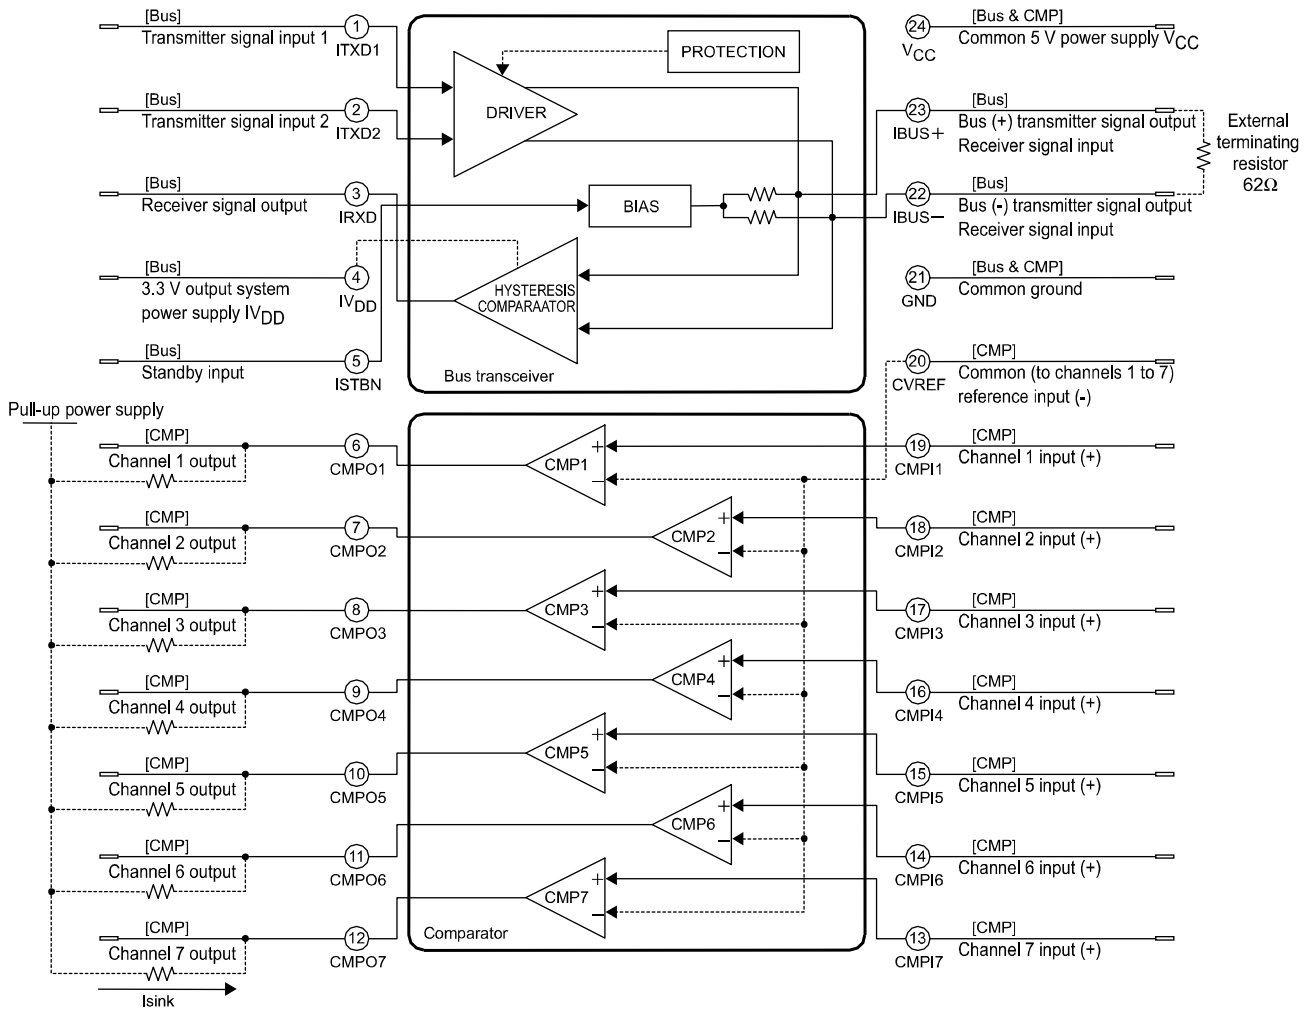 [Bus]
Transmitter signal input 1
1
ITXD1
[Bus]
Transmitter signal input 2
2
ITXD2
[Bus]
Receiver signal output
3
IRXD
[Bus]
3.3 V output system
power supply IVDD
4
IVDD
[Bus]
Standby input
5
ISTBN
PROTECTION
DRIVER
BIAS
HYSTERESIS
COMPARAATOR
Bus transceiver
24
VCC
[Bus & CMP]
Common 5 V power supply VCC
23
IBUS+
[Bus]
Bus (+) transmitter signal output
Receiver signal input
22
IBUS−
[Bus]
Bus (-) transmitter signal output
Receiver signal input
External
terminating
resistor
62Ω
21
GND
[Bus & CMP]
Common ground
20
CVREF
[CMP]
Common (to channels 1 to 7)
reference input (-)
Pull-up power supply
[CMP]
Channel 1 output
6
CMPO1
+
CMP1
−
19
CMPI1
[CMP]
Channel 1 input (+)
[CMP]
Channel 2 output
7
CMPO2
+
CMP2
−
18
CMPI2
[CMP]
Channel 2 input (+)
[CMP]
Channel 3 output
8
CMPO3
+
CMP3
−
17
CMPI3
[CMP]
Channel 3 input (+)
[CMP]
Channel 4 output
9
CMPO4
+
CMP4
−
16
CMPI4
[CMP]
Channel 4 input (+)
[CMP]
Channel 5 output
10
CMPO5
+
CMP5
−
15
CMPI5
[CMP]
Channel 5 input (+)
[CMP]
Channel 6 output
11
CMPO6
+
CMP6
−
14
CMPI6
[CMP]
Channel 6 input (+)
[CMP]
Channel 7 output
12
CMPO7
+
CMP7
−
13
CMPI7
[CMP]
Channel 7 input (+)
Comparator
Isink